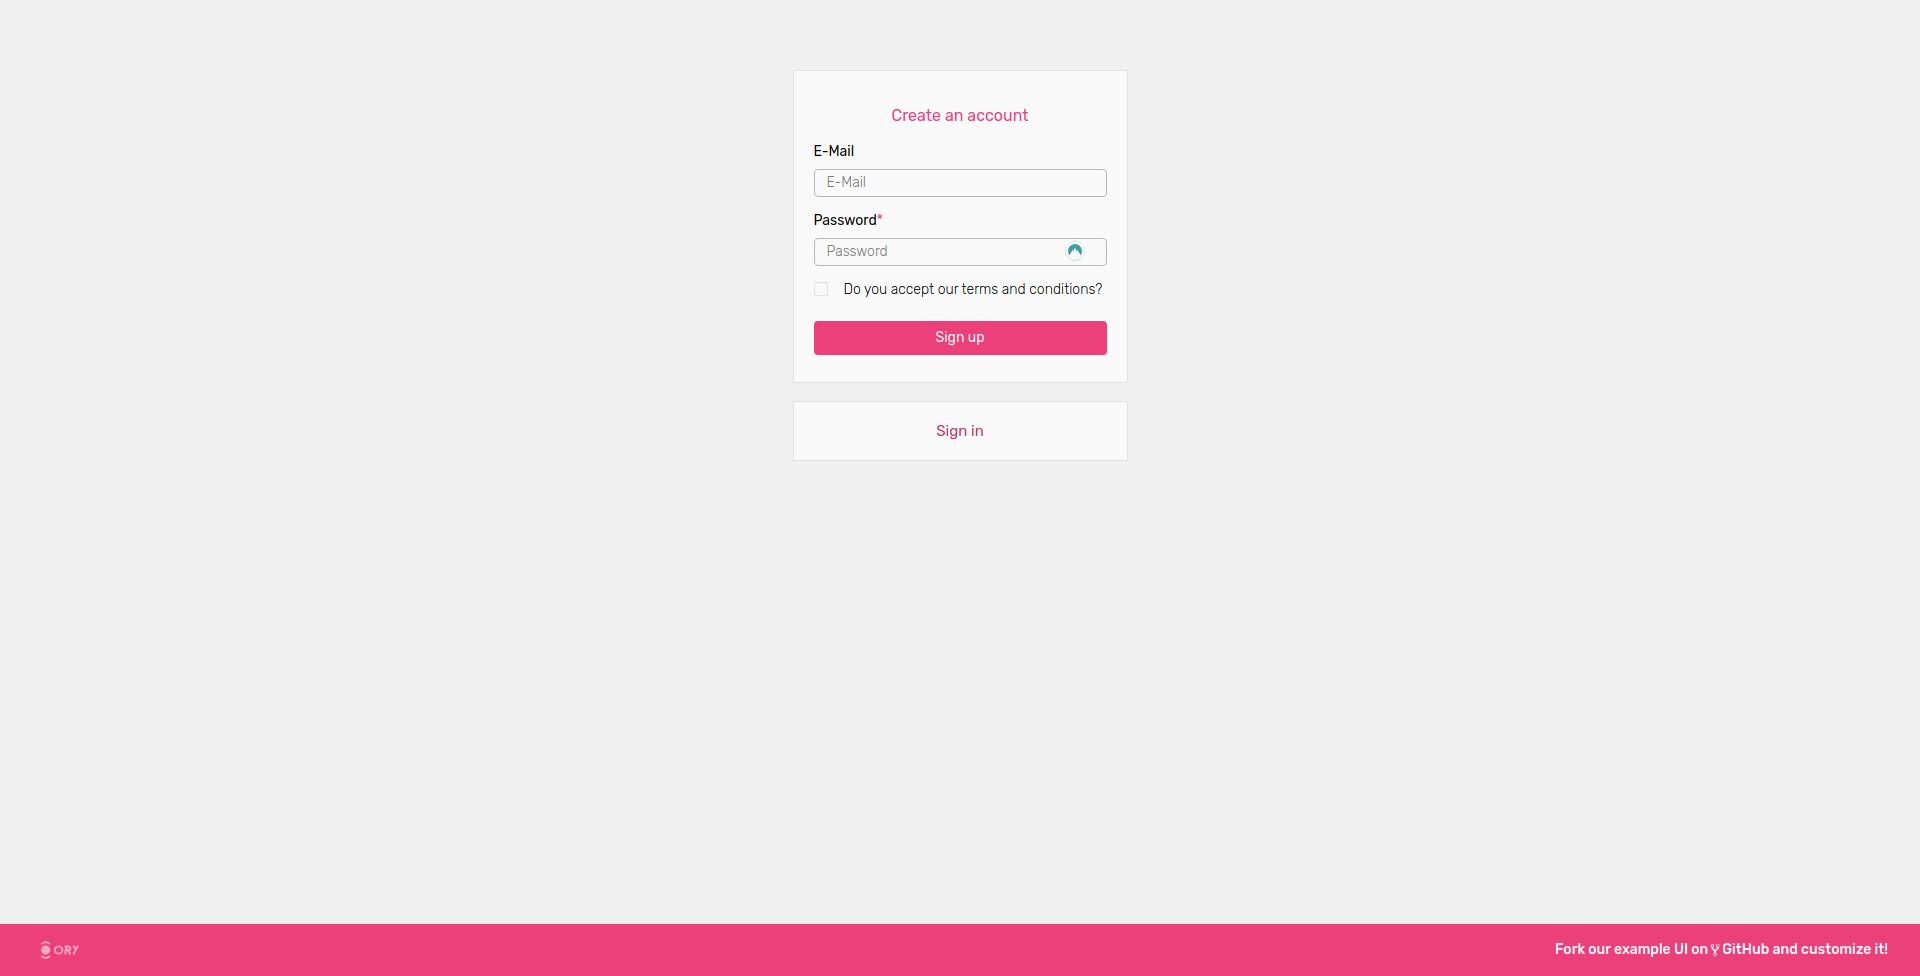 Create an account
E-Mail
E-Mail
Password*
Password
Do you accept our terms and conditions?
Sign up
Sign in
ORY
Fork our example UI on GitHub and customize it!